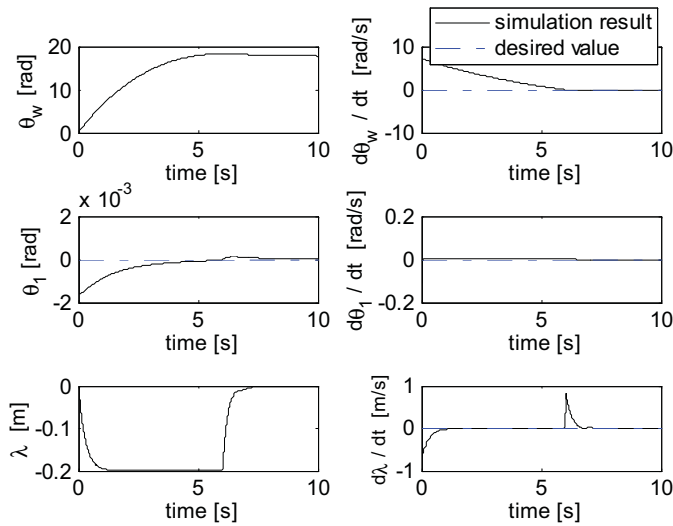 simulation result
desired value
20
10
0
θw [rad]
0 5 10
time [s]
10
0
-10
dθw / dt [rad/s]
0 5 10
time [s]
x 10-3
2
0
-2
θ1 [rad]
0 5 10
time [s]
0.2
0
-0.2
dθ1 / dt [rad/s]
0 5 10
time [s]
0
-0.1
-0.2
λ [m]
0 5 10
time [s]
1
0
-1
dλ / dt [m/s]
0 5 10
time [s]